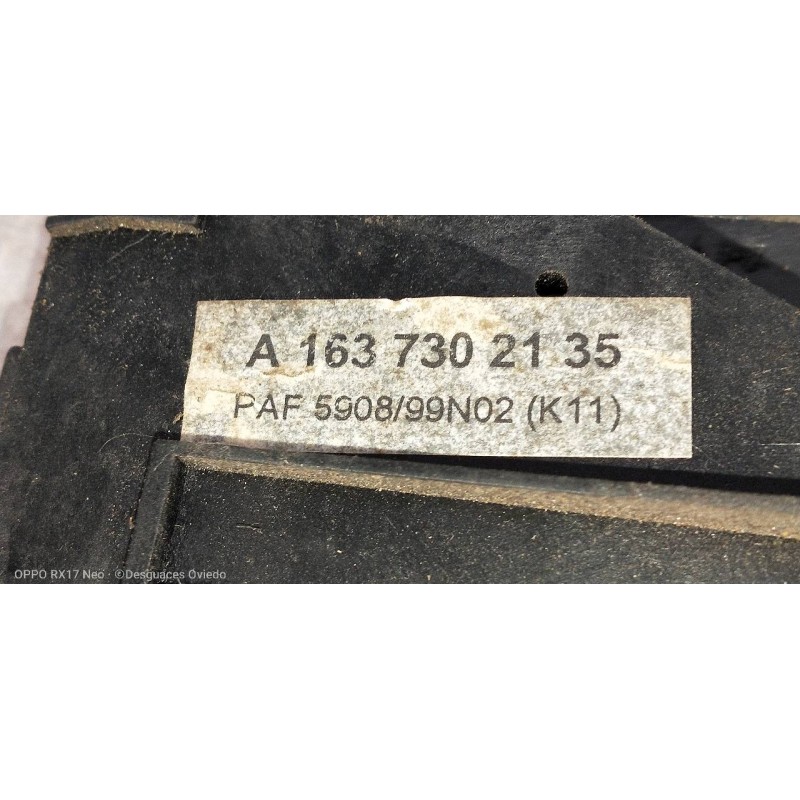 A 163 730 21 35
PAF 5908/99N02 (K11)
OPPO RX17 Neo · ©Desguaces Oviedo